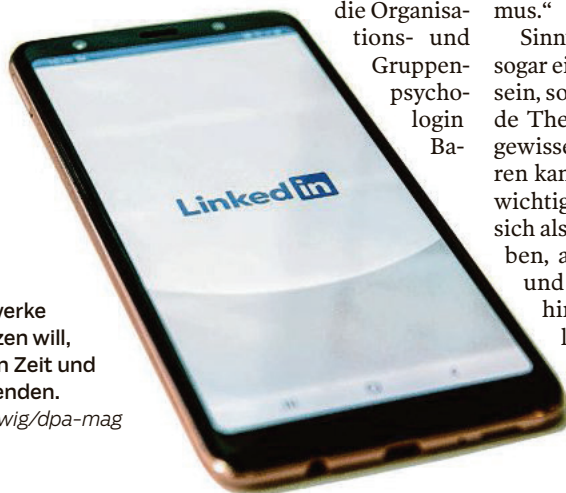 die Organisa-
tions- und
Gruppen-
psycho-
login
Ba-
mus.“
Sinn
sogar ei
sein, so
de The
gewisse
ren kan
wichtig
sich als
ben, a
und
hin
l
Linkedin
verke
zen will,
n Zeit und
enden.
wig/dpa-mag